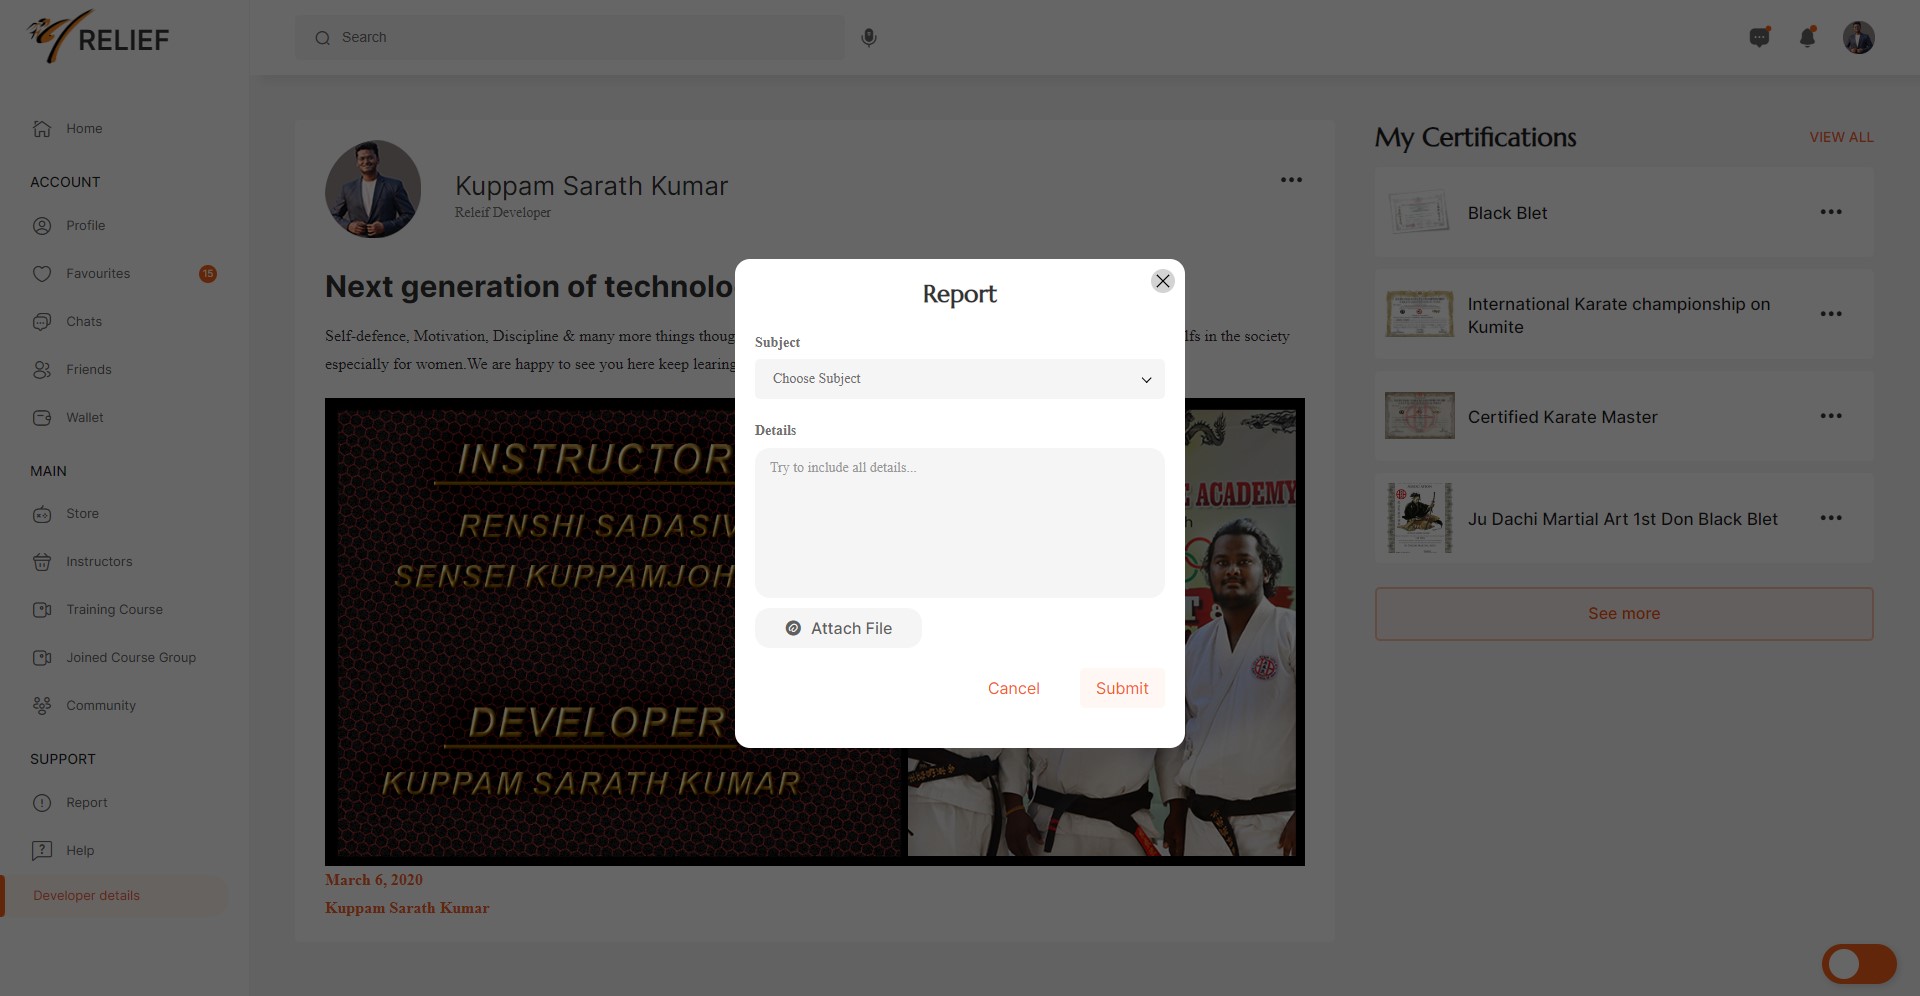 RELIEF
Search
Home
ACCOUNT
Profile
Favourites
15
Chats
Friends
Wallet
MAIN
Store
Instructors
Training Course
Joined Course Group
Community
SUPPORT
Report
Help
Developer details
Kuppam Sarath Kumar
Releif Developer
Next generation of technolo
Self-defence, Motivation, Discipline & many more things thoug
lfs in the society
especially for women.We are happy to see you here keep learing
INSTRUCTOR
RENSHI SADASIV
SENSEI KUPPAMJOH
DEVELOPER
KUPPAM SARATH KUMAR
ACADEMY
March 6, 2020
Kuppam Sarath Kumar
Report
Subject
Choose Subject
Details
Try to include all details...
Attach File
Cancel
Submit
My Certifications
VIEW ALL
Black Blet
International Karate championship on
Kumite
Certified Karate Master
Ju Dachi Martial Art 1st Don Black Blet
See more